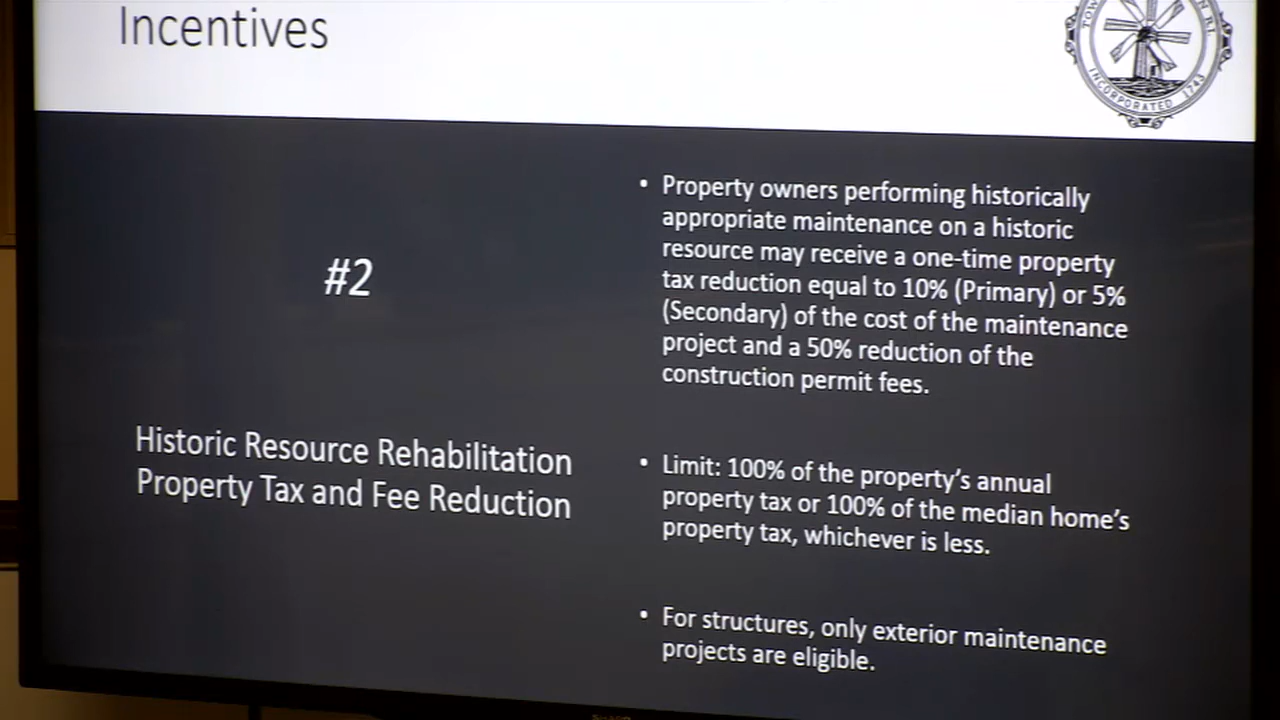 Incentives
TOW
N R.I.
INCORPORATED 1743
#2
Historic Resource Rehabilitation
Property Tax and Fee Reduction
• Property owners performing historically
appropriate maintenance on a historic
resource may receive a one-time property
tax reduction equal to 10% (Primary) or 5%
(Secondary) of the cost of the maintenance
project and a 50% reduction of the
construction permit fees.
• Limit: 100% of the property's annual
property tax or 100% of the median home's
property tax, whichever is less.
• For structures, only exterior maintenance
projects are eligible.